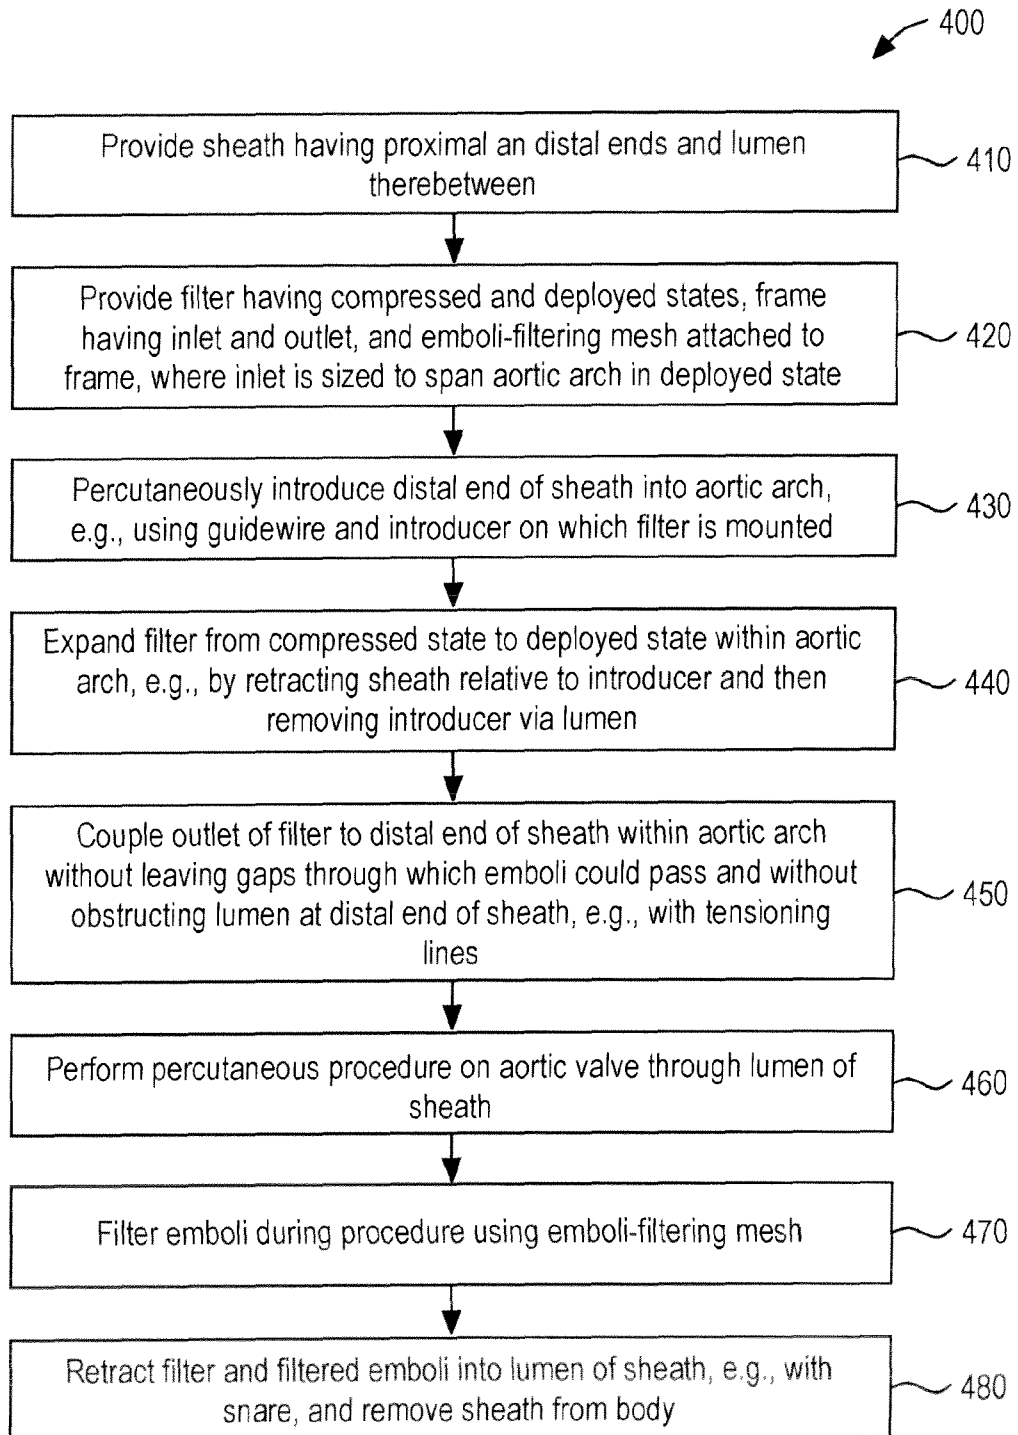 400
Provide sheath having proximal an distal ends and lumen
therebetween
410
Provide filter having compressed and deployed states, frame
having inlet and outlet, and emboli-filtering mesh attached to
frame, where inlet is sized to span aortic arch in deployed state
420
Percutaneously introduce distal end of sheath into aortic arch,
e.g., using guidewire and introducer on which filter is mounted
430
Expand filter from compressed state to deployed state within aortic
arch, e.g., by retracting sheath relative to introducer and then
removing introducer via lumen
440
Couple outlet of filter to distal end of sheath within aortic arch
without leaving gaps through which emboli could pass and without
obstructing lumen at distal end of sheath, e.g., with tensioning
lines
450
Perform percutaneous procedure on aortic valve through lumen of
sheath
460
Filter emboli during procedure using emboli-filtering mesh
470
Retract filter and filtered emboli into lumen of sheath, e.g., with
snare, and remove sheath from body
480